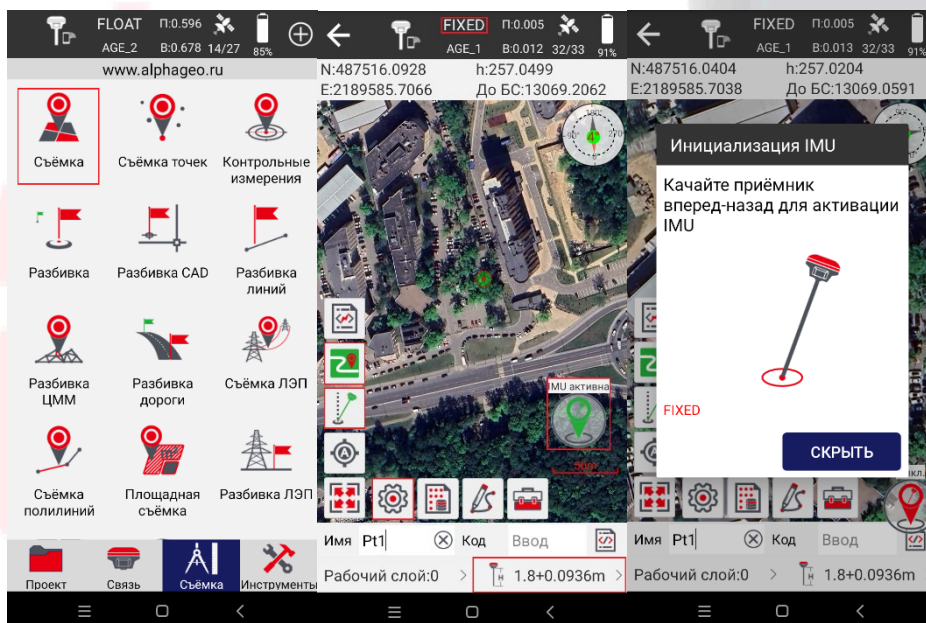 FLOAT П:0.596
AGE_2 В:0.678 14/27 85%
www.alphageo.ru
Съёмка
Съёмка точек
Контрольные
измерения
Разбивка
Разбивка CAD
Разбивка
линий
Разбивка
ЦММ
Разбивка
дороги
Съёмка ЛЭП
Съёмка
полилиний
Площадная
съёмка
Разбивка ЛЭП
Проект
Связь
Съёмка
Инструменты
FIXED П:0.005
AGE_1 В:0.012 32/33 91%
N:487516.0928 h:257.0499
E:2189585.7066 До БС:13069.2062
IMU активна
50m
Имя Pt1 Код Ввод
Рабочий слой:0 > 1.8+0.0936m >
FIXED П:0.005
AGE_1 В:0.013 32/33 91%
N:487516.0404 h:257.0204
E:2189585.7038 До БС:13069.0591
Инициализация IMU
Качайте приёмник
вперед-назад для активации
IMU
FIXED
СКРЫТЬ
Имя Pt1 Код Ввод
Рабочий слой:0 > 1.8+0.0936m